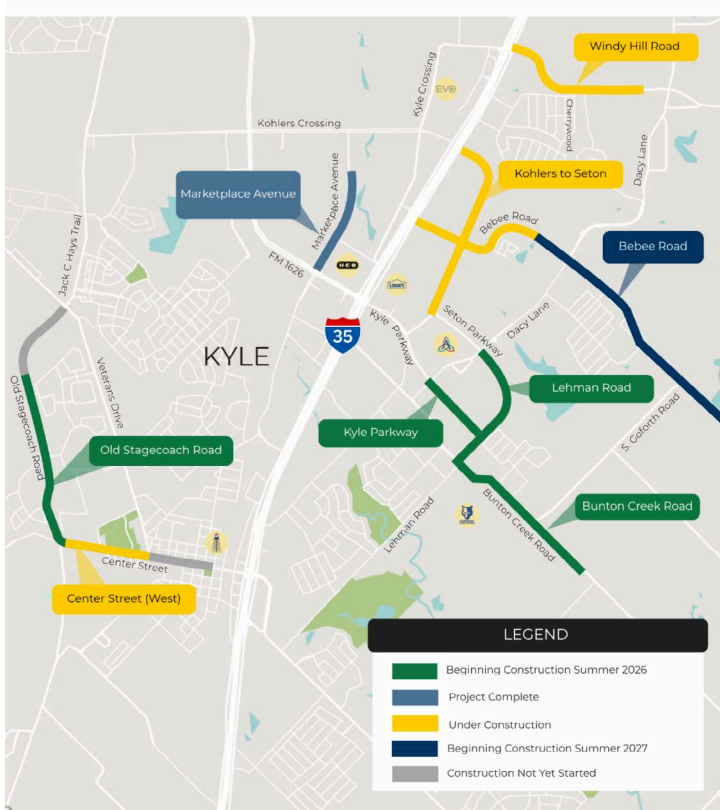 Windy Hill Road
Kyle Crossing
EVO
Cherrywood
Kohlers Crossing
Dacy Lane
Kohlers to Seton
Marketplace Avenue
Marketplace Avenue
Bebee Road
Bebee Road
Jack C Hays Trail
FM 1626
H-E-B
Lowe's
Kyle Parkway
Seton Parkway
Dacy Lane
35
KYLE
Veterans Drive
Old Stagecoach Road
Lehman Road
Kyle Parkway
S. Goforth Road
Old Stagecoach Road
Bunton Creek Road
Lehman Road
Bunton Creek Road
Center Street
Center Street (West)
LEGEND
Beginning Construction Summer 2026
Project Complete
Under Construction
Beginning Construction Summer 2027
Construction Not Yet Started